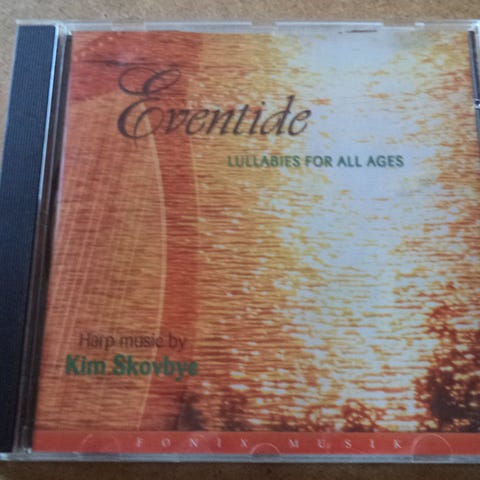 Eventide
LULLABIES FOR ALL AGES
Harp music by
Kim Skovbye
FONIX MUSIK